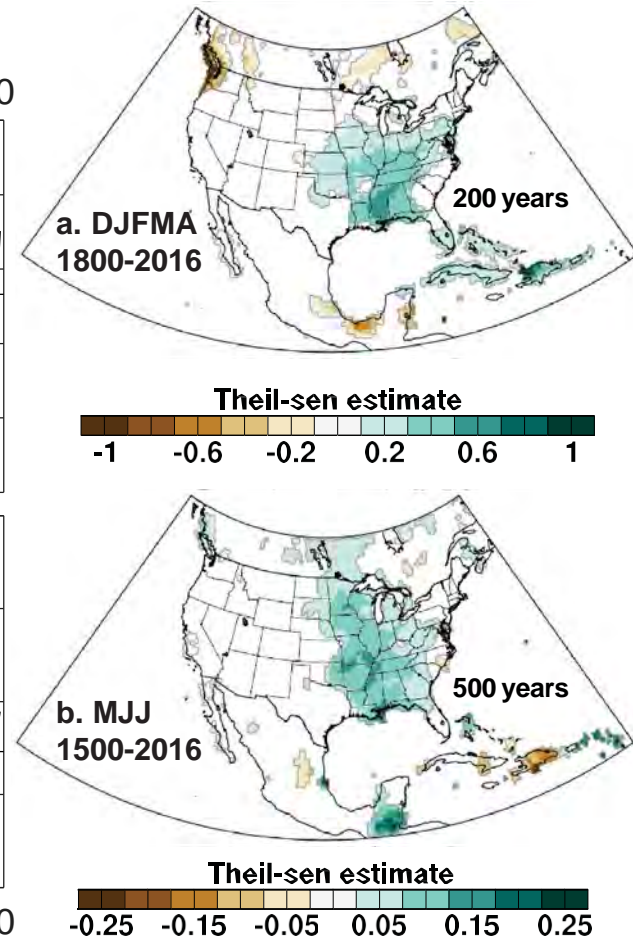 0
200 years
a. DJFMA
1800-2016
Theil-sen estimate
-1 -0.6 -0.2 0.2 0.6 1
500 years
b. MJJ
1500-2016
Theil-sen estimate
-0.25 -0.15 -0.05 0.05 0.15 0.25
0